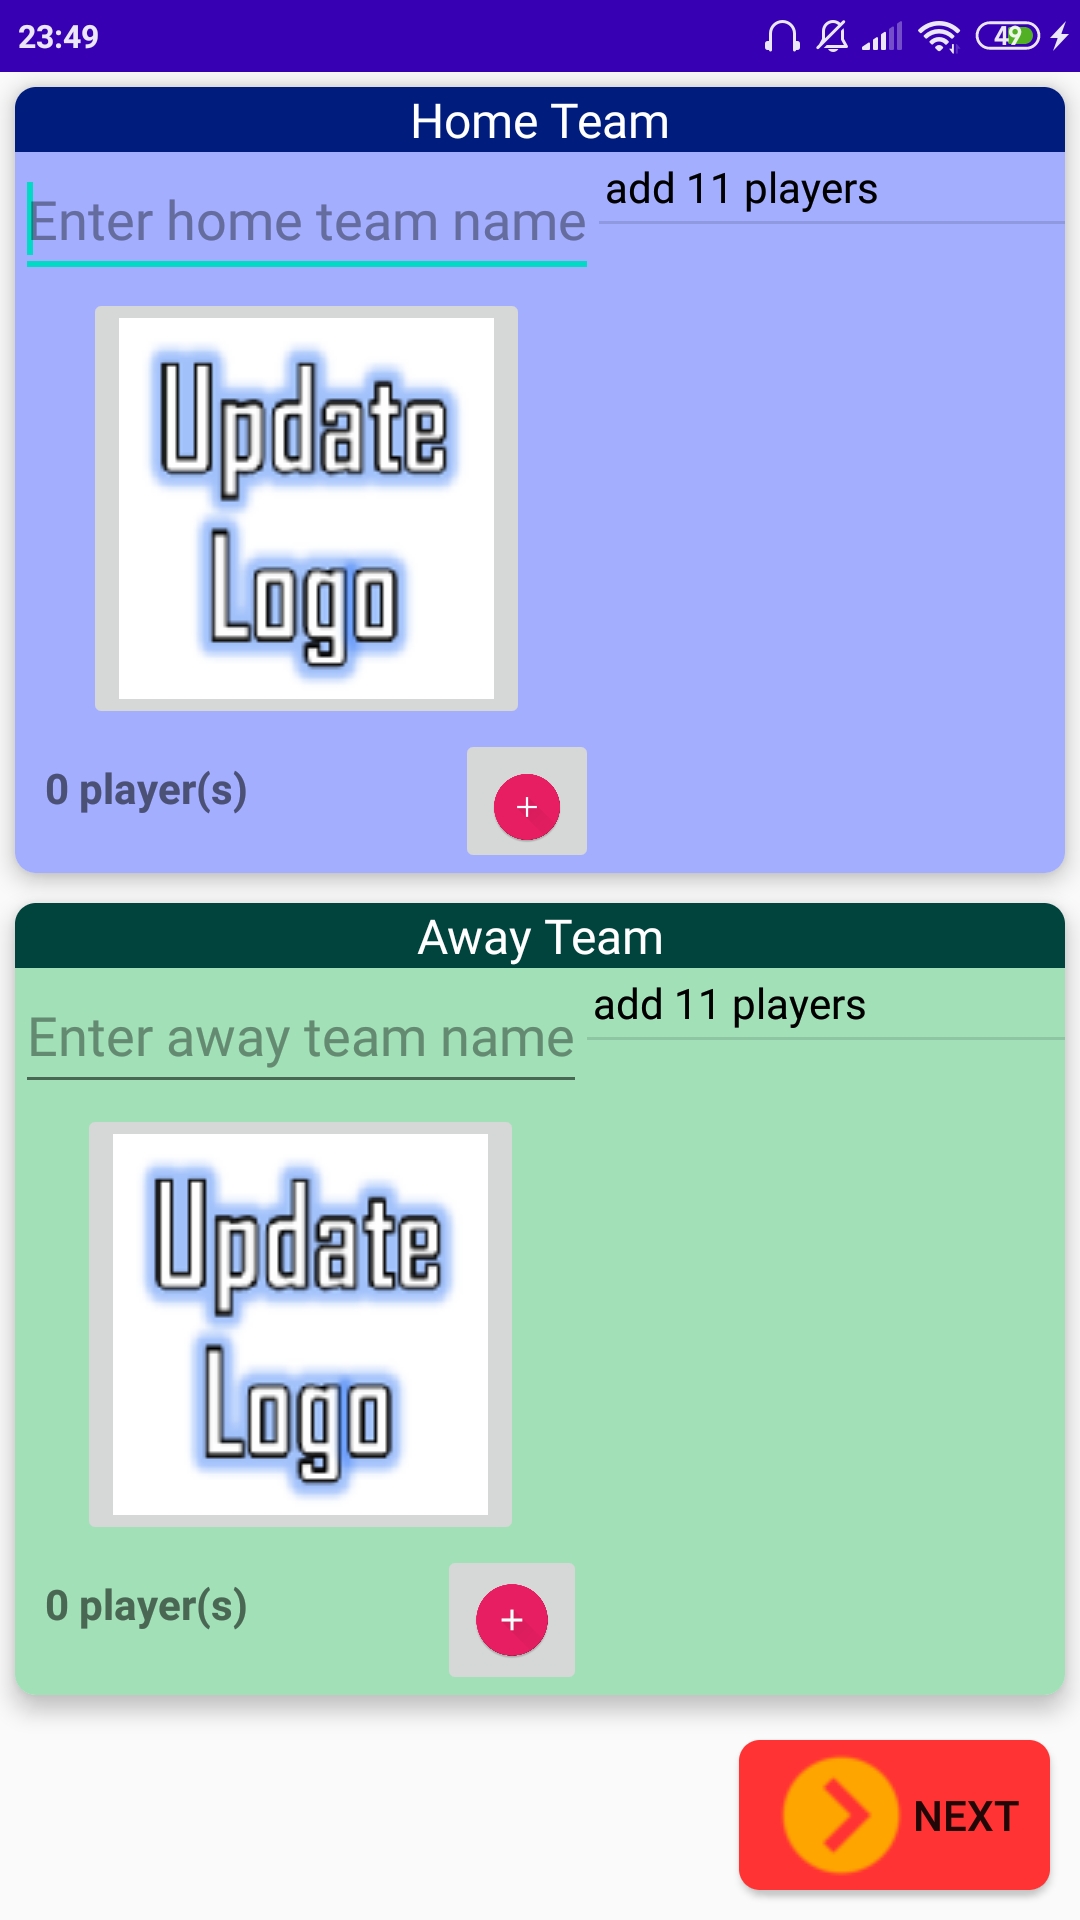 23:49
49
Home Team
Enter home team name
add 11 players
Update
Logo
0 player(s)
+
Away Team
Enter away team name
add 11 players
Update
Logo
0 player(s)
+
NEXT